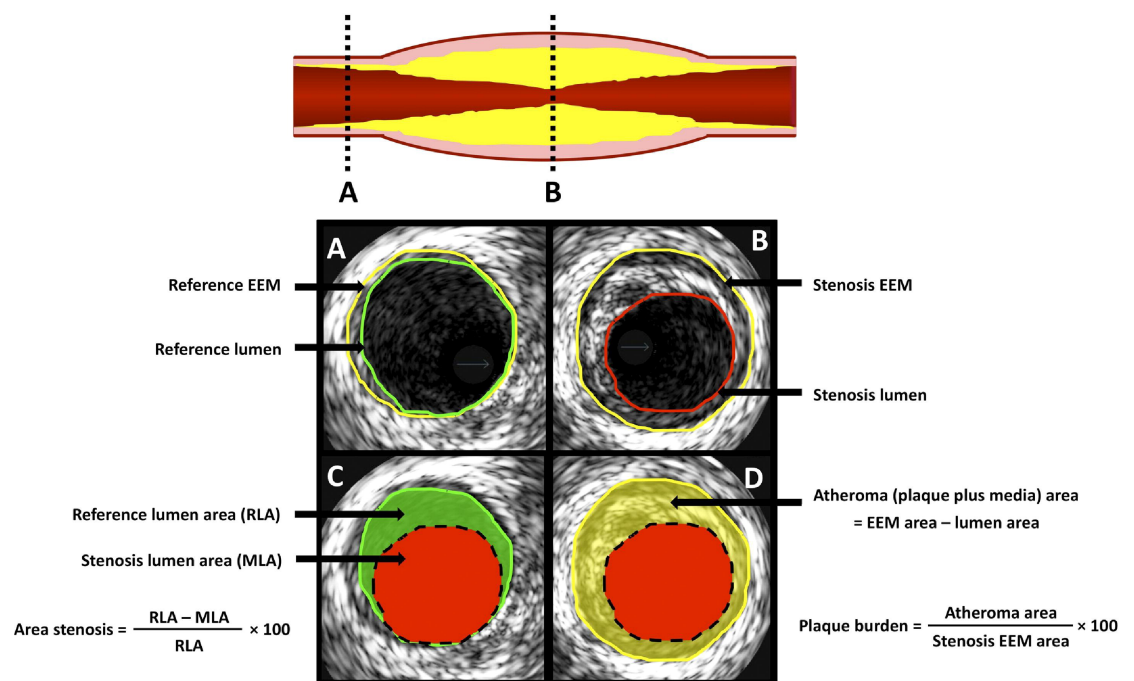 A
B
A
B
Reference EEM
Stenosis EEM
Reference lumen
Stenosis lumen
C
D
Reference lumen area (RLA)
Atheroma (plaque plus media) area
= EEM area – lumen area
Stenosis lumen area (MLA)
Area stenosis = RLA – MLA / RLA × 100
Plaque burden = Atheroma area / Stenosis EEM area × 100